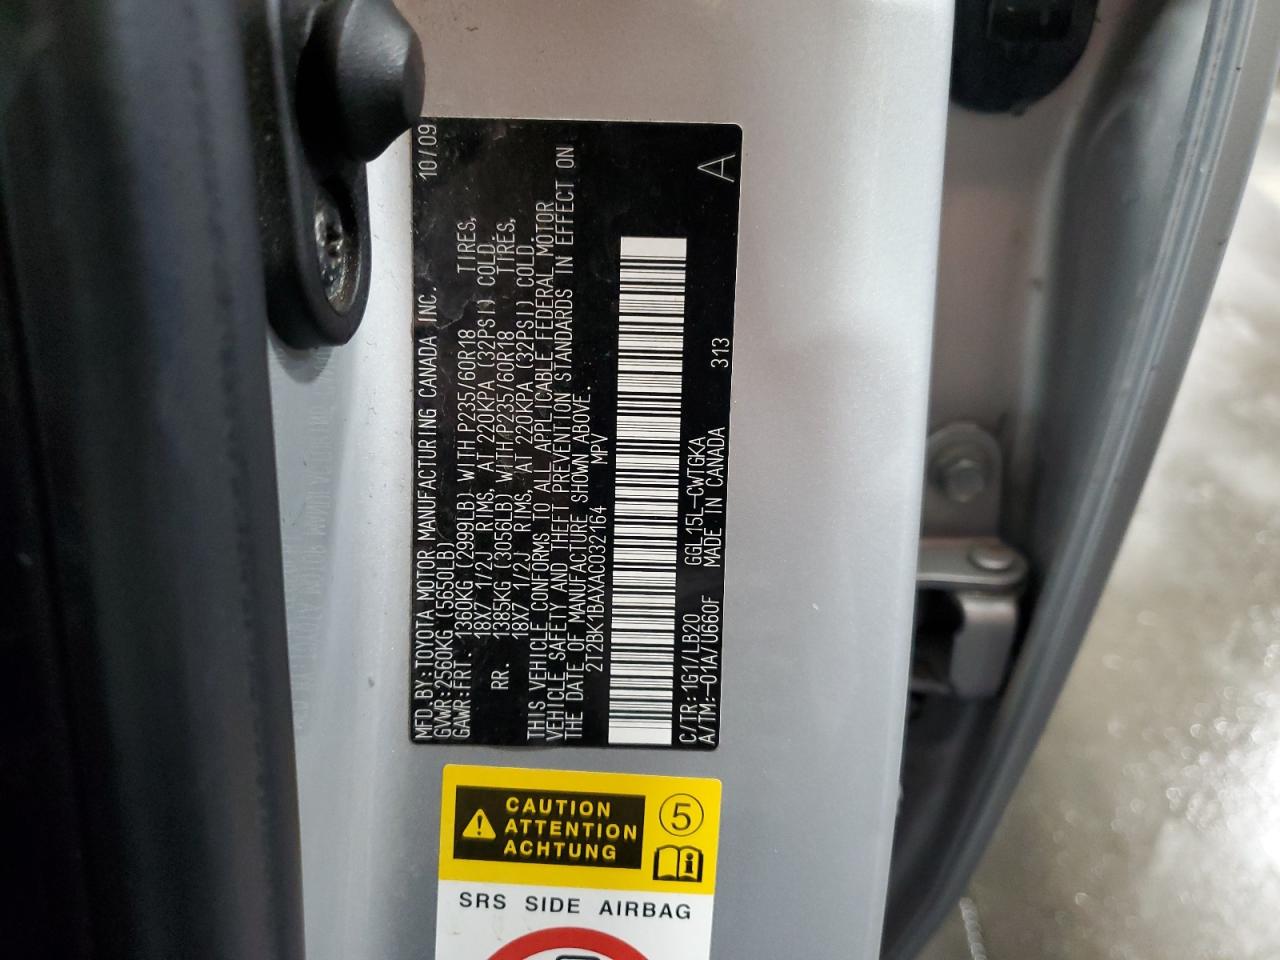 MFD.BY:TOYOTA MOTOR MANUFACTURING CANADA INC. 10/09
GVWR:2560KG (5650LB)
GAWR:FRT. 1360KG (2999LB) WITH P235/60R18 TIRES,
18X7 1/2J RIMS, AT 220KPA (32PSI) COLD.
RR. 1385KG (3056LB) WITH P235/60R18 TIRES,
18X7 1/2J RIMS, AT 220KPA (32PSI) COLD.
THIS VEHICLE CONFORMS TO ALL APPLICABLE FEDERAL MOTOR
VEHICLE SAFETY AND THEFT PREVENTION STANDARDS IN EFFECT ON
THE DATE OF MANUFACTURE SHOWN ABOVE.
2T2BK1BAXAC032164 MPV
C/TR:1G1/LB20 GGL15L-CWTGKA
A/TM:-01A/U660F MADE IN CANADA 313 A
CAUTION
ATTENTION
ACHTUNG
5
SRS SIDE AIRBAG